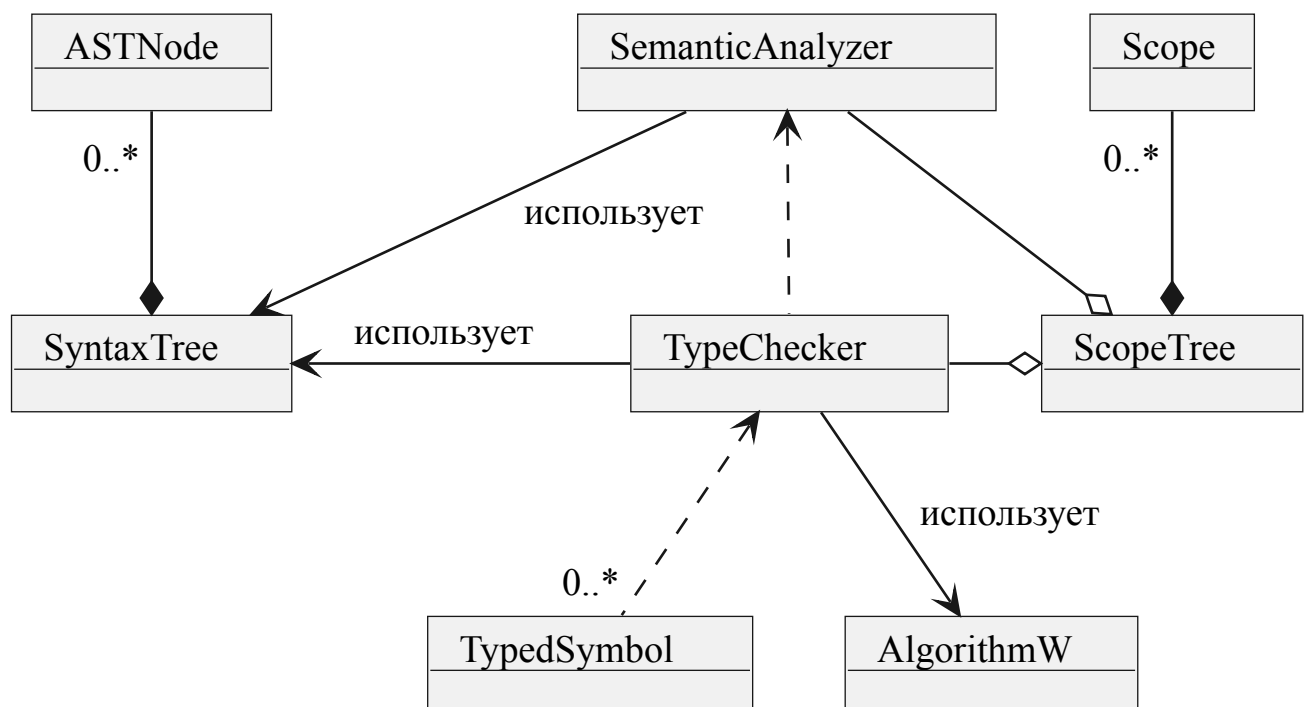 ASTNode
SemanticAnalyzer
Scope
0..*
0..*
использует
SyntaxTree
использует
TypeChecker
ScopeTree
использует
0..*
TypedSymbol
AlgorithmW